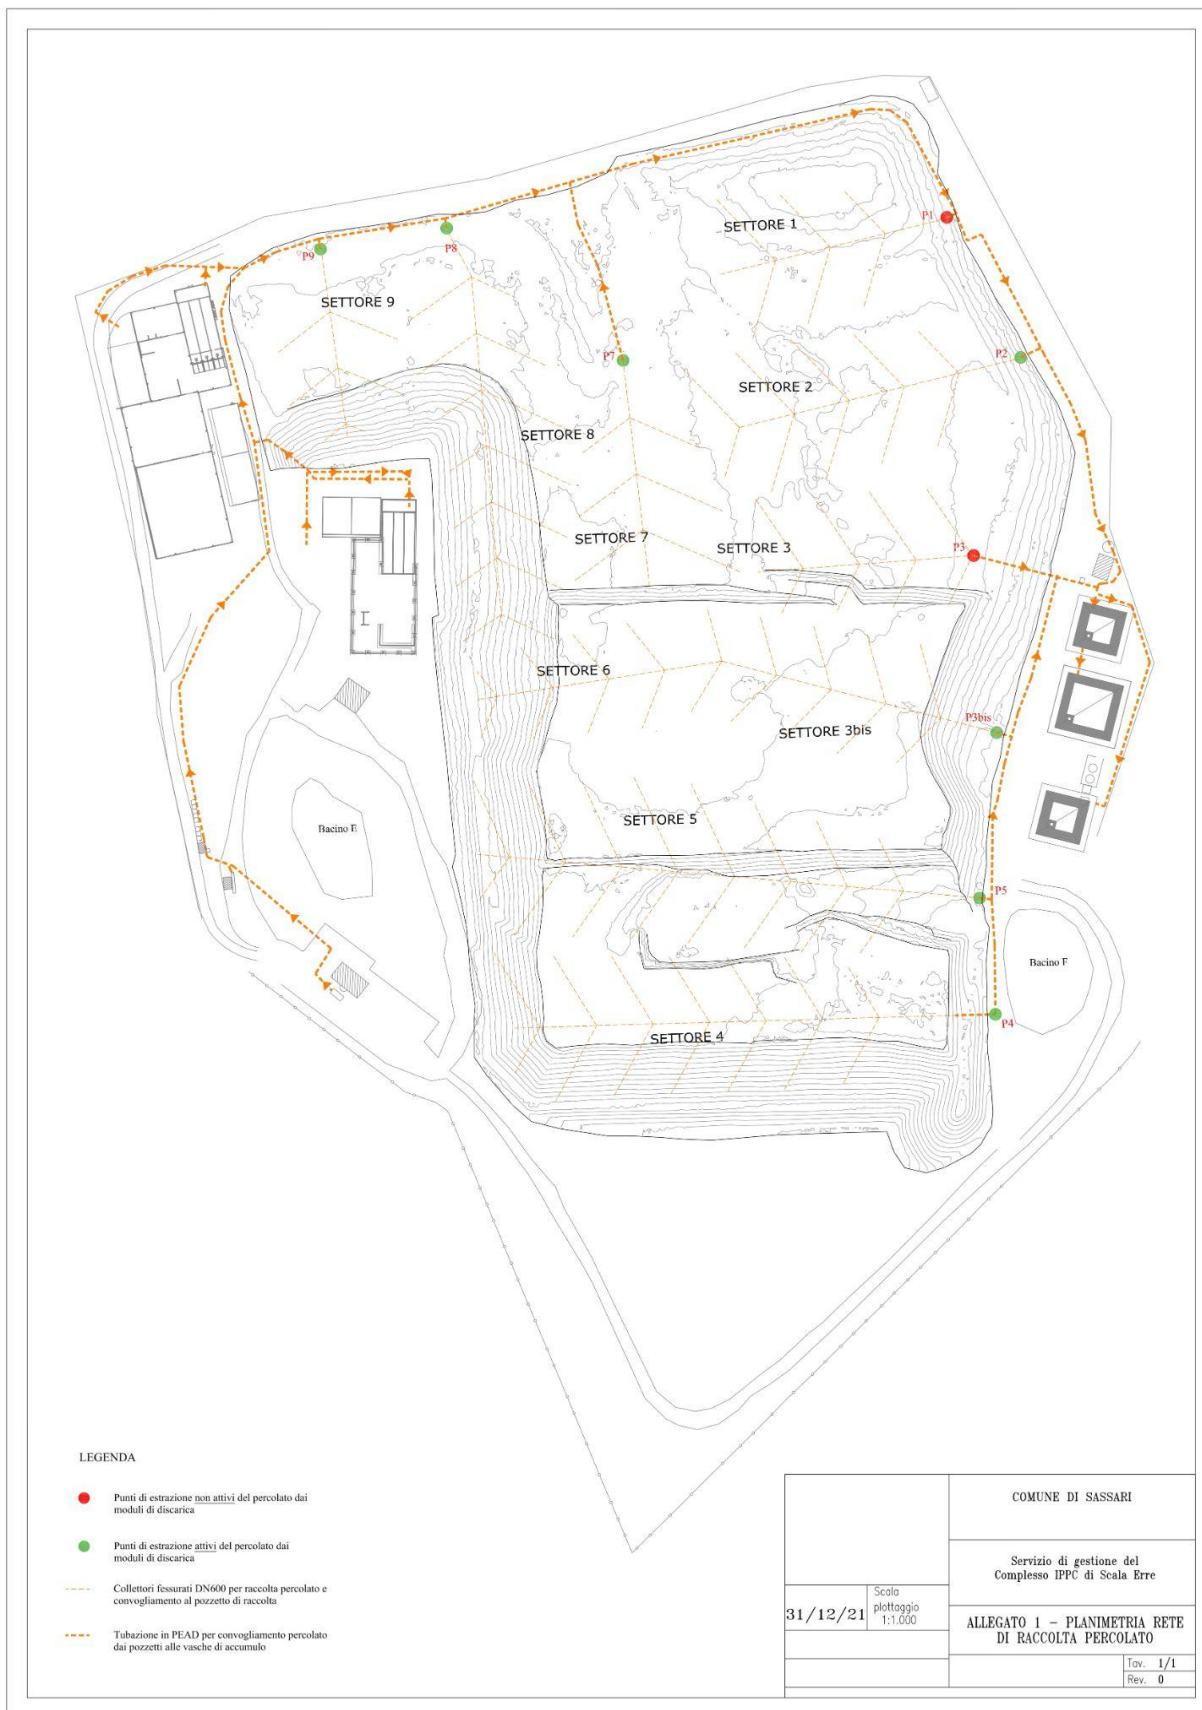 SETTORE 1
P1
P8
P9
SETTORE 9
P7
P2
SETTORE 2
SETTORE 8
SETTORE 7
SETTORE 3
P3
SETTORE 6
P3bis
SETTORE 3bis
SETTORE 5
Bacino E
P5
Bacino F
P4
SETTORE 4
LEGENDA
Punti di estrazione non attivi del percolato dai
moduli di discarica
Punti di estrazione attivi del percolato dai
moduli di discarica
Collettori fessurati DN600 per raccolta percolato e
convogliamento al pozzetto di raccolta
Tubazione in PEAD per convogliamento percolato
dai pozzetti alle vasche di accumulo
COMUNE DI SASSARI
Servizio di gestione del
Complesso IPPC di Scala Erre
31/12/21
Scala
plottaggio
1:1.000
ALLEGATO 1 – PLANIMETRIA RETE
DI RACCOLTA PERCOLATO
Tav. 1/1
Rev. 0